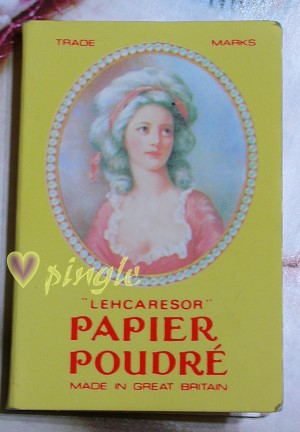 TRADE MARKS
♥ pingle
"LEHCARESOR"
PAPIER
POUDRÉ
MADE IN GREAT BRITAIN